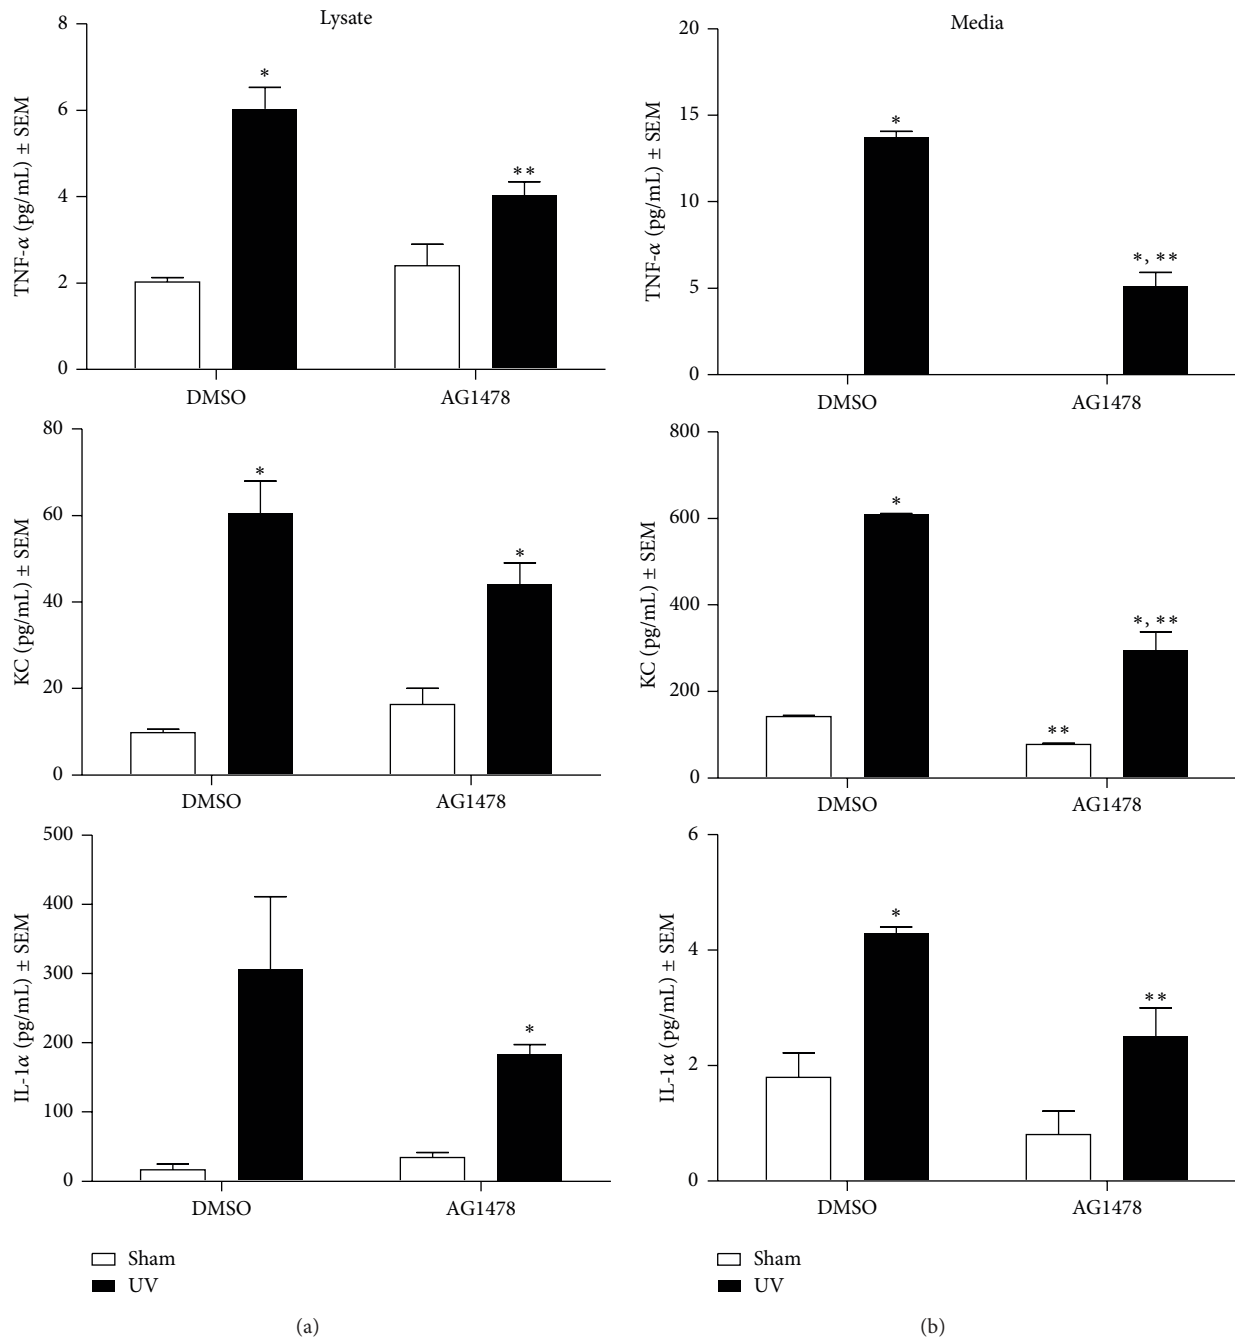 Lysate
8
6
4
2
0
TNF-α (pg/mL) ± SEM
*
**
DMSO AG1478
80
60
40
20
0
KC (pg/mL) ± SEM
*
*
DMSO AG1478
500
400
300
200
100
0
IL-1α (pg/mL) ± SEM
*
DMSO AG1478
Sham
UV
(a)
Media
20
15
10
5
0
TNF-α (pg/mL) ± SEM
*
*, **
DMSO AG1478
800
600
400
200
0
KC (pg/mL) ± SEM
*
**
*, **
DMSO AG1478
6
4
2
0
IL-1α (pg/mL) ± SEM
*
**
DMSO AG1478
Sham
UV
(b)